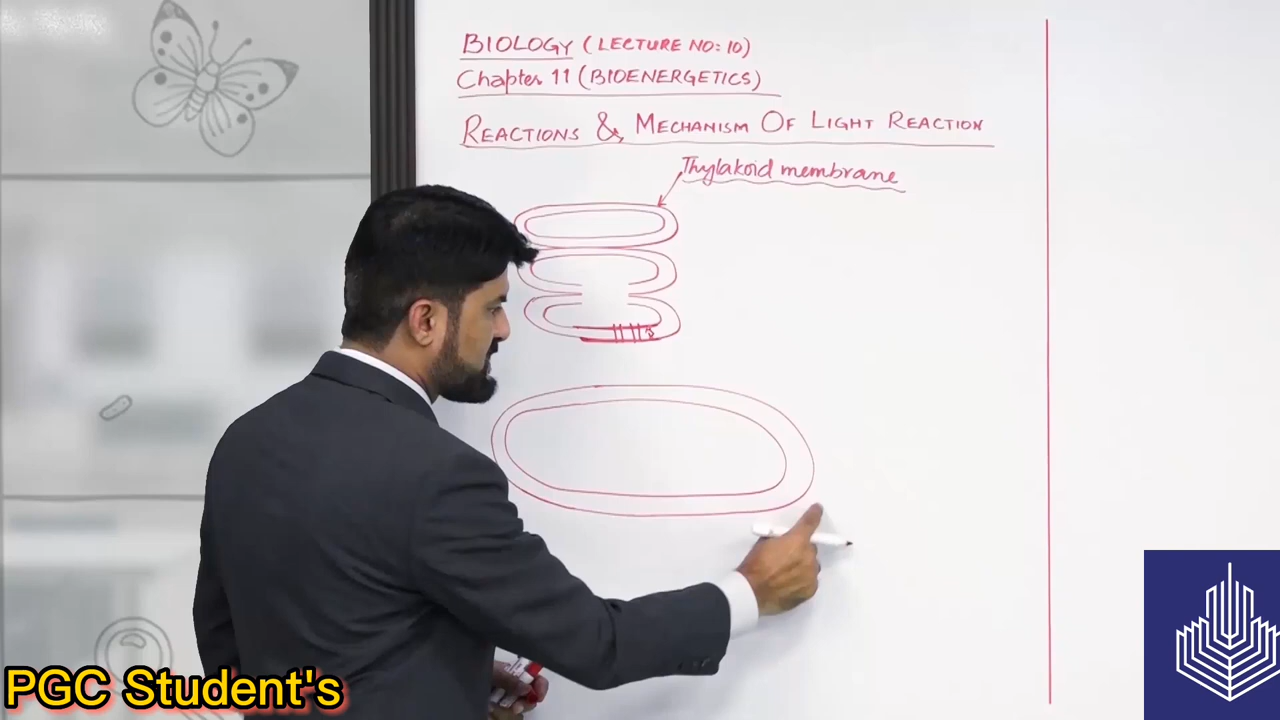 BIOLOGY (LECTURE NO: 10)
Chapter 11 (BIOENERGETICS)
REACTIONS & MECHANISM OF LIGHT REACTION
Thylakoid membrane
PGC Student's